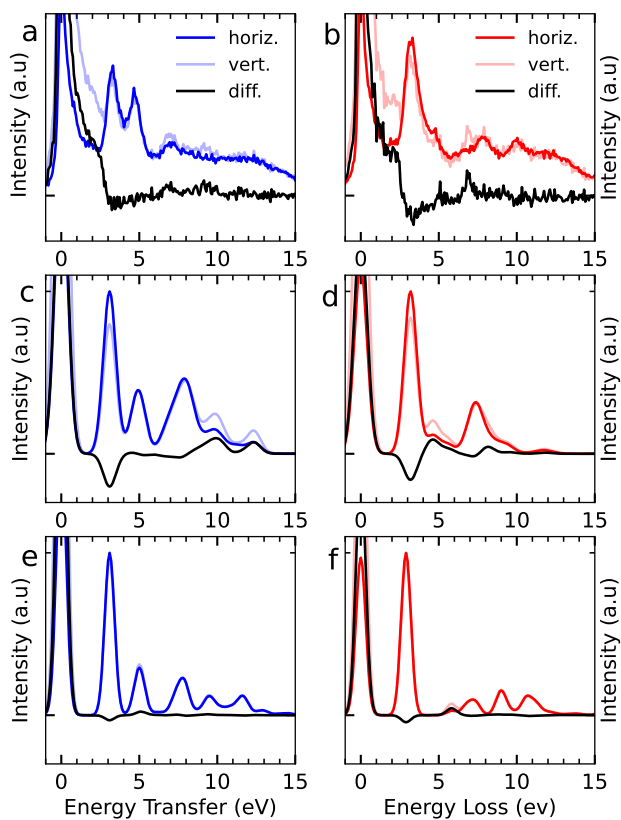 a
horiz.
vert.
diff.
Intensity (a.u)
0 5 10 15
b
horiz.
vert.
diff.
Intensity (a.u)
0 5 10 15
c
Intensity (a.u)
0 5 10 15
d
Intensity (a.u)
0 5 10 15
e
Intensity (a.u)
0 5 10 15
Energy Transfer (eV)
f
Intensity (a.u)
0 5 10 15
Energy Loss (ev)